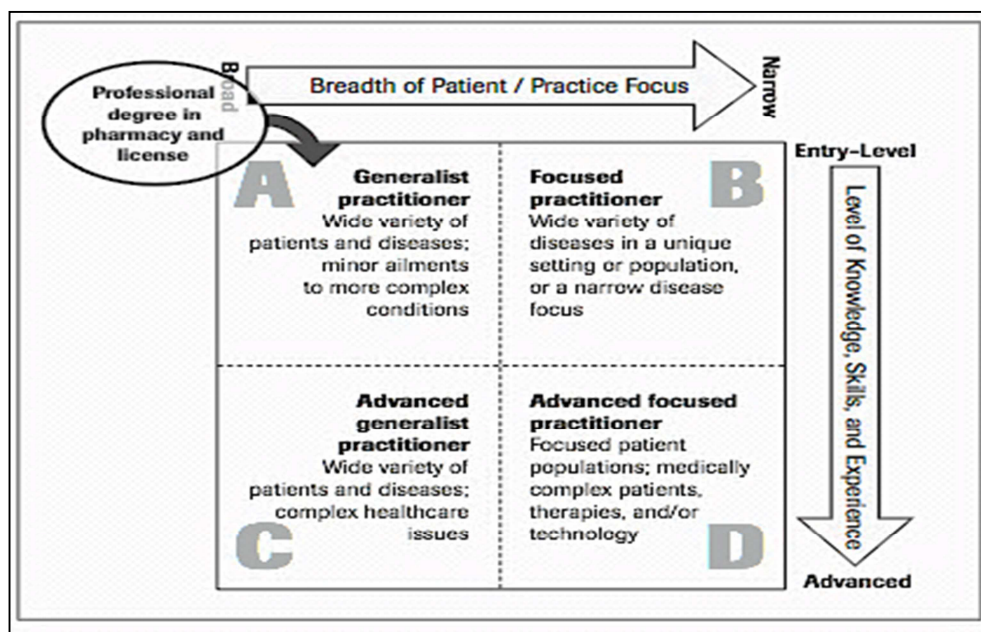 Professional
degree in
pharmacy and
license
Broad
Breadth of Patient / Practice Focus
Narrow
A
Generalist
practitioner
Wide variety of
patients and diseases;
minor ailments
to more complex
conditions
B
Focused
practitioner
Wide variety of
diseases in a unique
setting or population,
or a narrow disease
focus
Entry-Level
Level of Knowledge, Skills, and Experience
Advanced
C
Advanced
generalist
practitioner
Wide variety of
patients and diseases;
complex healthcare
issues
D
Advanced focused
practitioner
Focused patient
populations; medically
complex patients,
therapies, and/or
technology